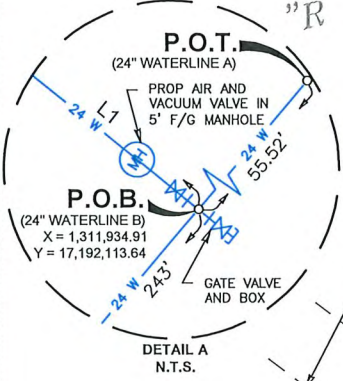 "R
P.O.T.
(24" WATERLINE A)
24 W
L1
PROP AIR AND
VACUUM VALVE IN
5' F/G MANHOLE
MH
24 W
55.52'
P.O.B.
(24" WATERLINE B)
X = 1,311,934.91
Y = 17,192,113.64
24 W
243'
GATE VALVE
AND BOX
DETAIL A
N.T.S.